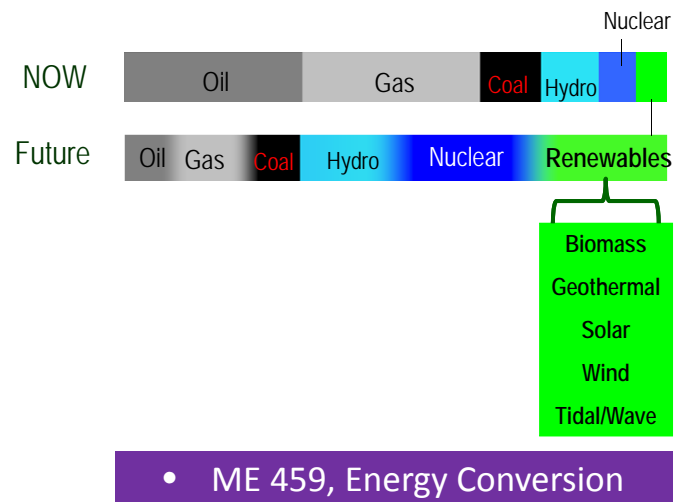 Nuclear
NOW Oil Gas Coal Hydro
Future Oil Gas Coal Hydro Nuclear Renewables
Biomass
Geothermal
Solar
Wind
Tidal/Wave
• ME 459, Energy Conversion